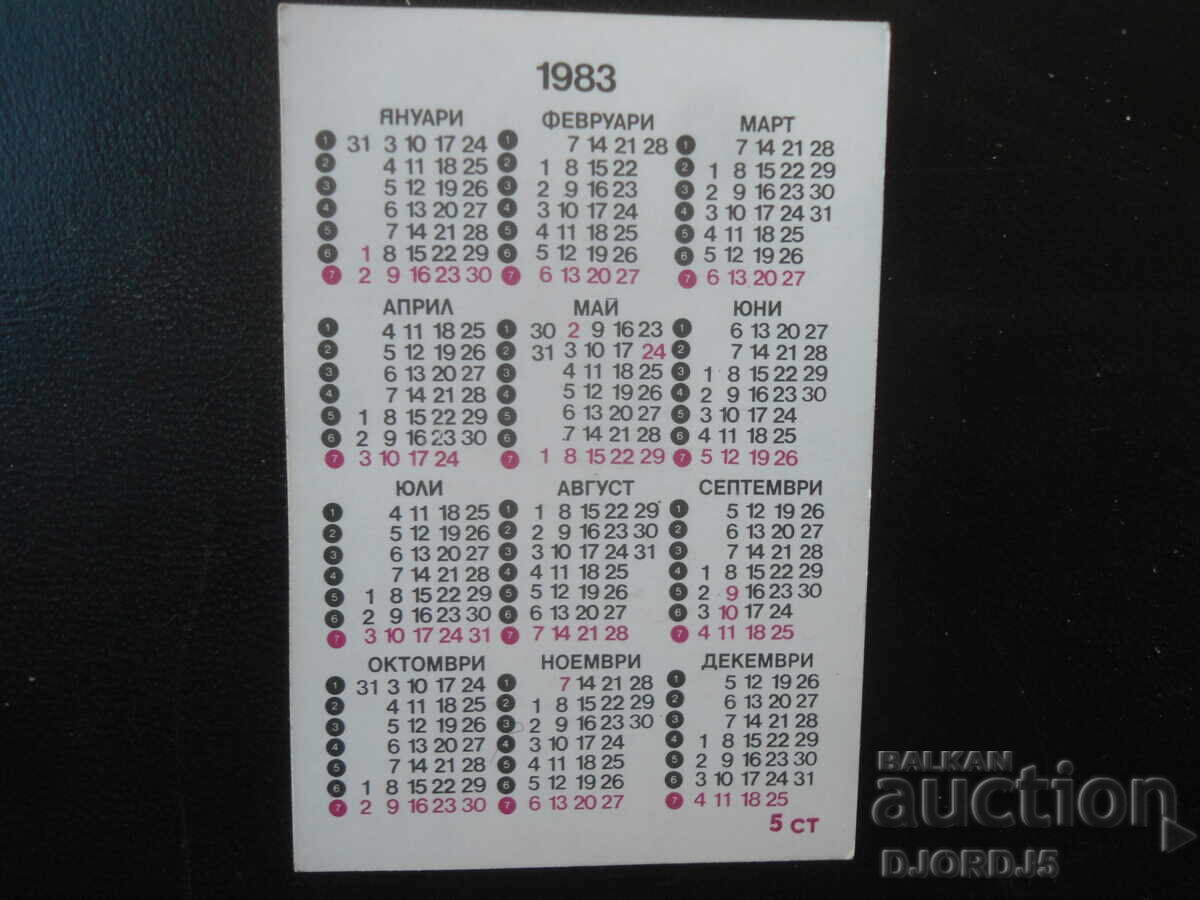 1983
ЯНУАРИ ФЕВРУАРИ МАРТ
1 31 3 10 17 24 1 7 14 21 28 1 7 14 21 28
2 4 11 18 25 2 1 8 15 22 2 1 8 15 22 29
3 5 12 19 26 3 2 9 16 23 3 2 9 16 23 30
4 6 13 20 27 4 3 10 17 24 4 3 10 17 24 31
5 7 14 21 28 5 4 11 18 25 5 4 11 18 25
6 1 8 15 22 29 6 5 12 19 26 6 5 12 19 26
7 2 9 16 23 30 7 6 13 20 27 7 6 13 20 27
АПРИЛ МАЙ ЮНИ
1 4 11 18 25 1 30 2 9 16 23 1 6 13 20 27
2 5 12 19 26 2 31 3 10 17 24 2 7 14 21 28
3 6 13 20 27 3 4 11 18 25 3 1 8 15 22 29
4 7 14 21 28 4 5 12 19 26 4 2 9 16 23 30
5 1 8 15 22 29 5 6 13 20 27 5 3 10 17 24
6 2 9 16 23 30 6 7 14 21 28 6 4 11 18 25
7 3 10 17 24 7 1 8 15 22 29 7 5 12 19 26
ЮЛИ АВГУСТ СЕПТЕМВРИ
1 4 11 18 25 1 1 8 15 22 29 1 5 12 19 26
2 5 12 19 26 2 2 9 16 23 30 2 6 13 20 27
3 6 13 20 27 3 3 10 17 24 31 3 7 14 21 28
4 7 14 21 28 4 4 11 18 25 4 1 8 15 22 29
5 1 8 15 22 29 5 5 12 19 26 5 2 9 16 23 30
6 2 9 16 23 30 6 6 13 20 27 6 3 10 17 24
7 3 10 17 24 31 7 7 14 21 28 7 4 11 18 25
ОКТОМВРИ НОЕМВРИ ДЕКЕМВРИ
1 31 3 10 17 24 1 7 14 21 28 1 5 12 19 26
2 4 11 18 25 2 1 8 15 22 29 2 6 13 20 27
3 5 12 19 26 3 2 9 16 23 30 3 7 14 21 28
4 6 13 20 27 4 3 10 17 24 4 1 8 15 22 29
5 7 14 21 28 5 4 11 18 25 5 2 9 16 23 30
6 1 8 15 22 29 6 5 12 19 26 6 3 10 17 24 31
7 2 9 16 23 30 7 6 13 20 27 7 4 11 18 25
5 СТ
BALKAN
auction
DJORDJ5